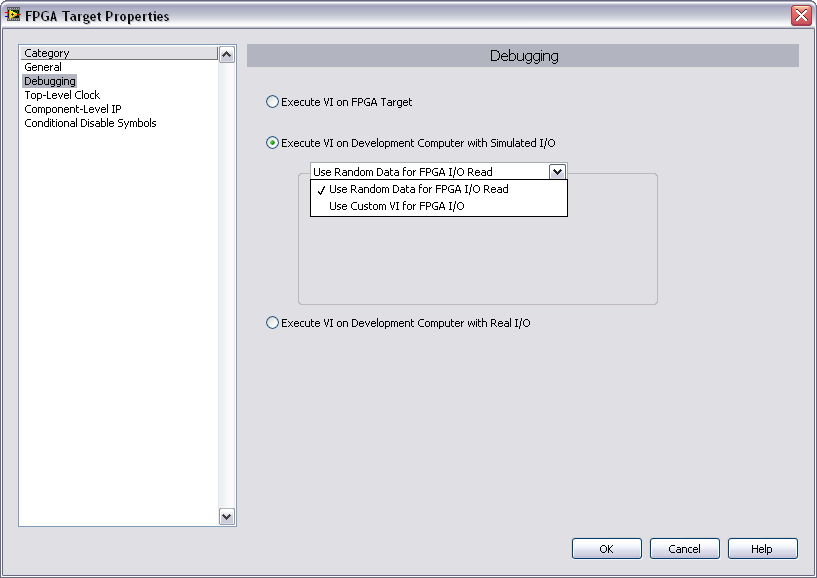 FPGA Target Properties
Category
General
Debugging
Top-Level Clock
Component-Level IP
Conditional Disable Symbols
Debugging
Execute VI on FPGA Target
Execute VI on Development Computer with Simulated I/O
Use Random Data for FPGA I/O Read
Use Random Data for FPGA I/O Read
Use Custom VI for FPGA I/O
Execute VI on Development Computer with Real I/O
OK
Cancel
Help